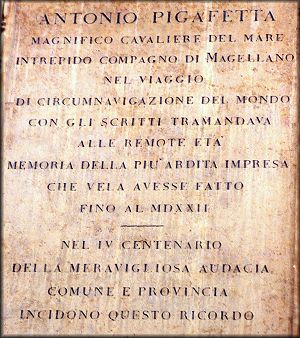 ANTONIO PIGAFETTA
MAGNIFICO CAVALIERE DEL MARE
INTREPIDO COMPAGNO DI MAGELLANO
NEL VIAGGIO
DI CIRCUMNAVIGAZIONE DEL MONDO
CON GLI SCRITTI TRAMANDAVA
ALLE REMOTE ETA'
MEMORIA DELLA PIU' ARDITA IMPRESA
CHE VELA AVESSE FATTO
FINO AL MDXXII
NEL IV CENTENARIO
DELLA MERAVIGLIOSA AUDACIA
COMUNE E PROVINCIA
INCIDONO QUESTO RICORDO